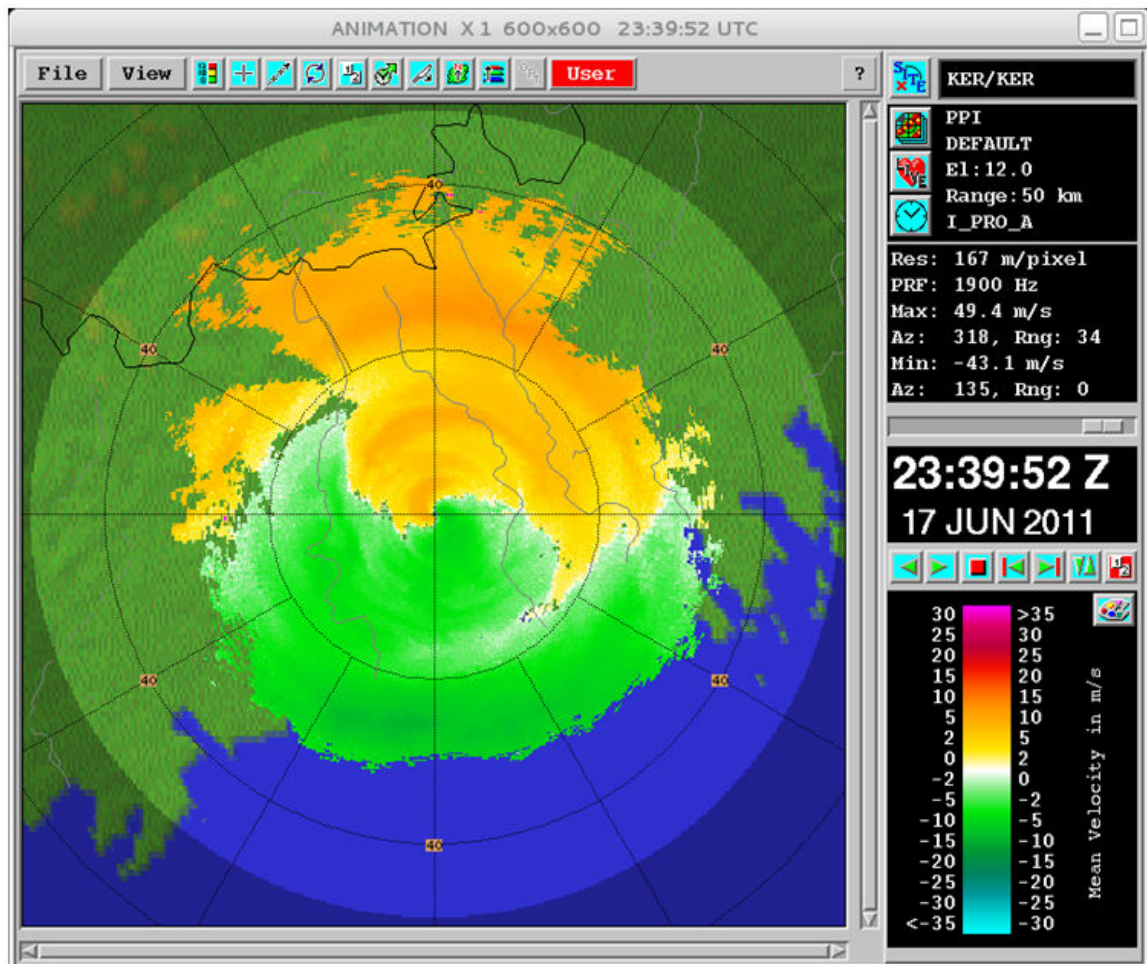 ANIMATION X 1 600x600 23:39:52 UTC
File View User ?
KER/KER
PPI
DEFAULT
El:12.0
Range:50 km
I_PRO_A
Res: 167 m/pixel
PRF: 1900 Hz
Max: 49.4 m/s
Az: 318, Rng: 34
Min: -43.1 m/s
Az: 135, Rng: 0
23:39:52 Z
17 JUN 2011
40
40
40
40
40
40
30 >35
25 30
20 25
15 20
10 15
5 10
2 5
0 2
-2 0
-5 -2
-10 -5
-15 -10
-20 -15
-25 -20
-30 -25
<-35 -30
Mean Velocity in m/s